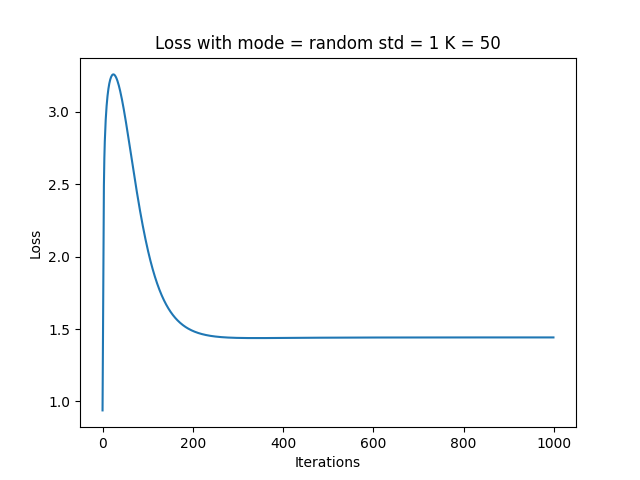 Loss with mode = random std = 1 K = 50
3.0
2.5
2.0
1.5
1.0
Loss
0 200 400 600 800 1000
Iterations